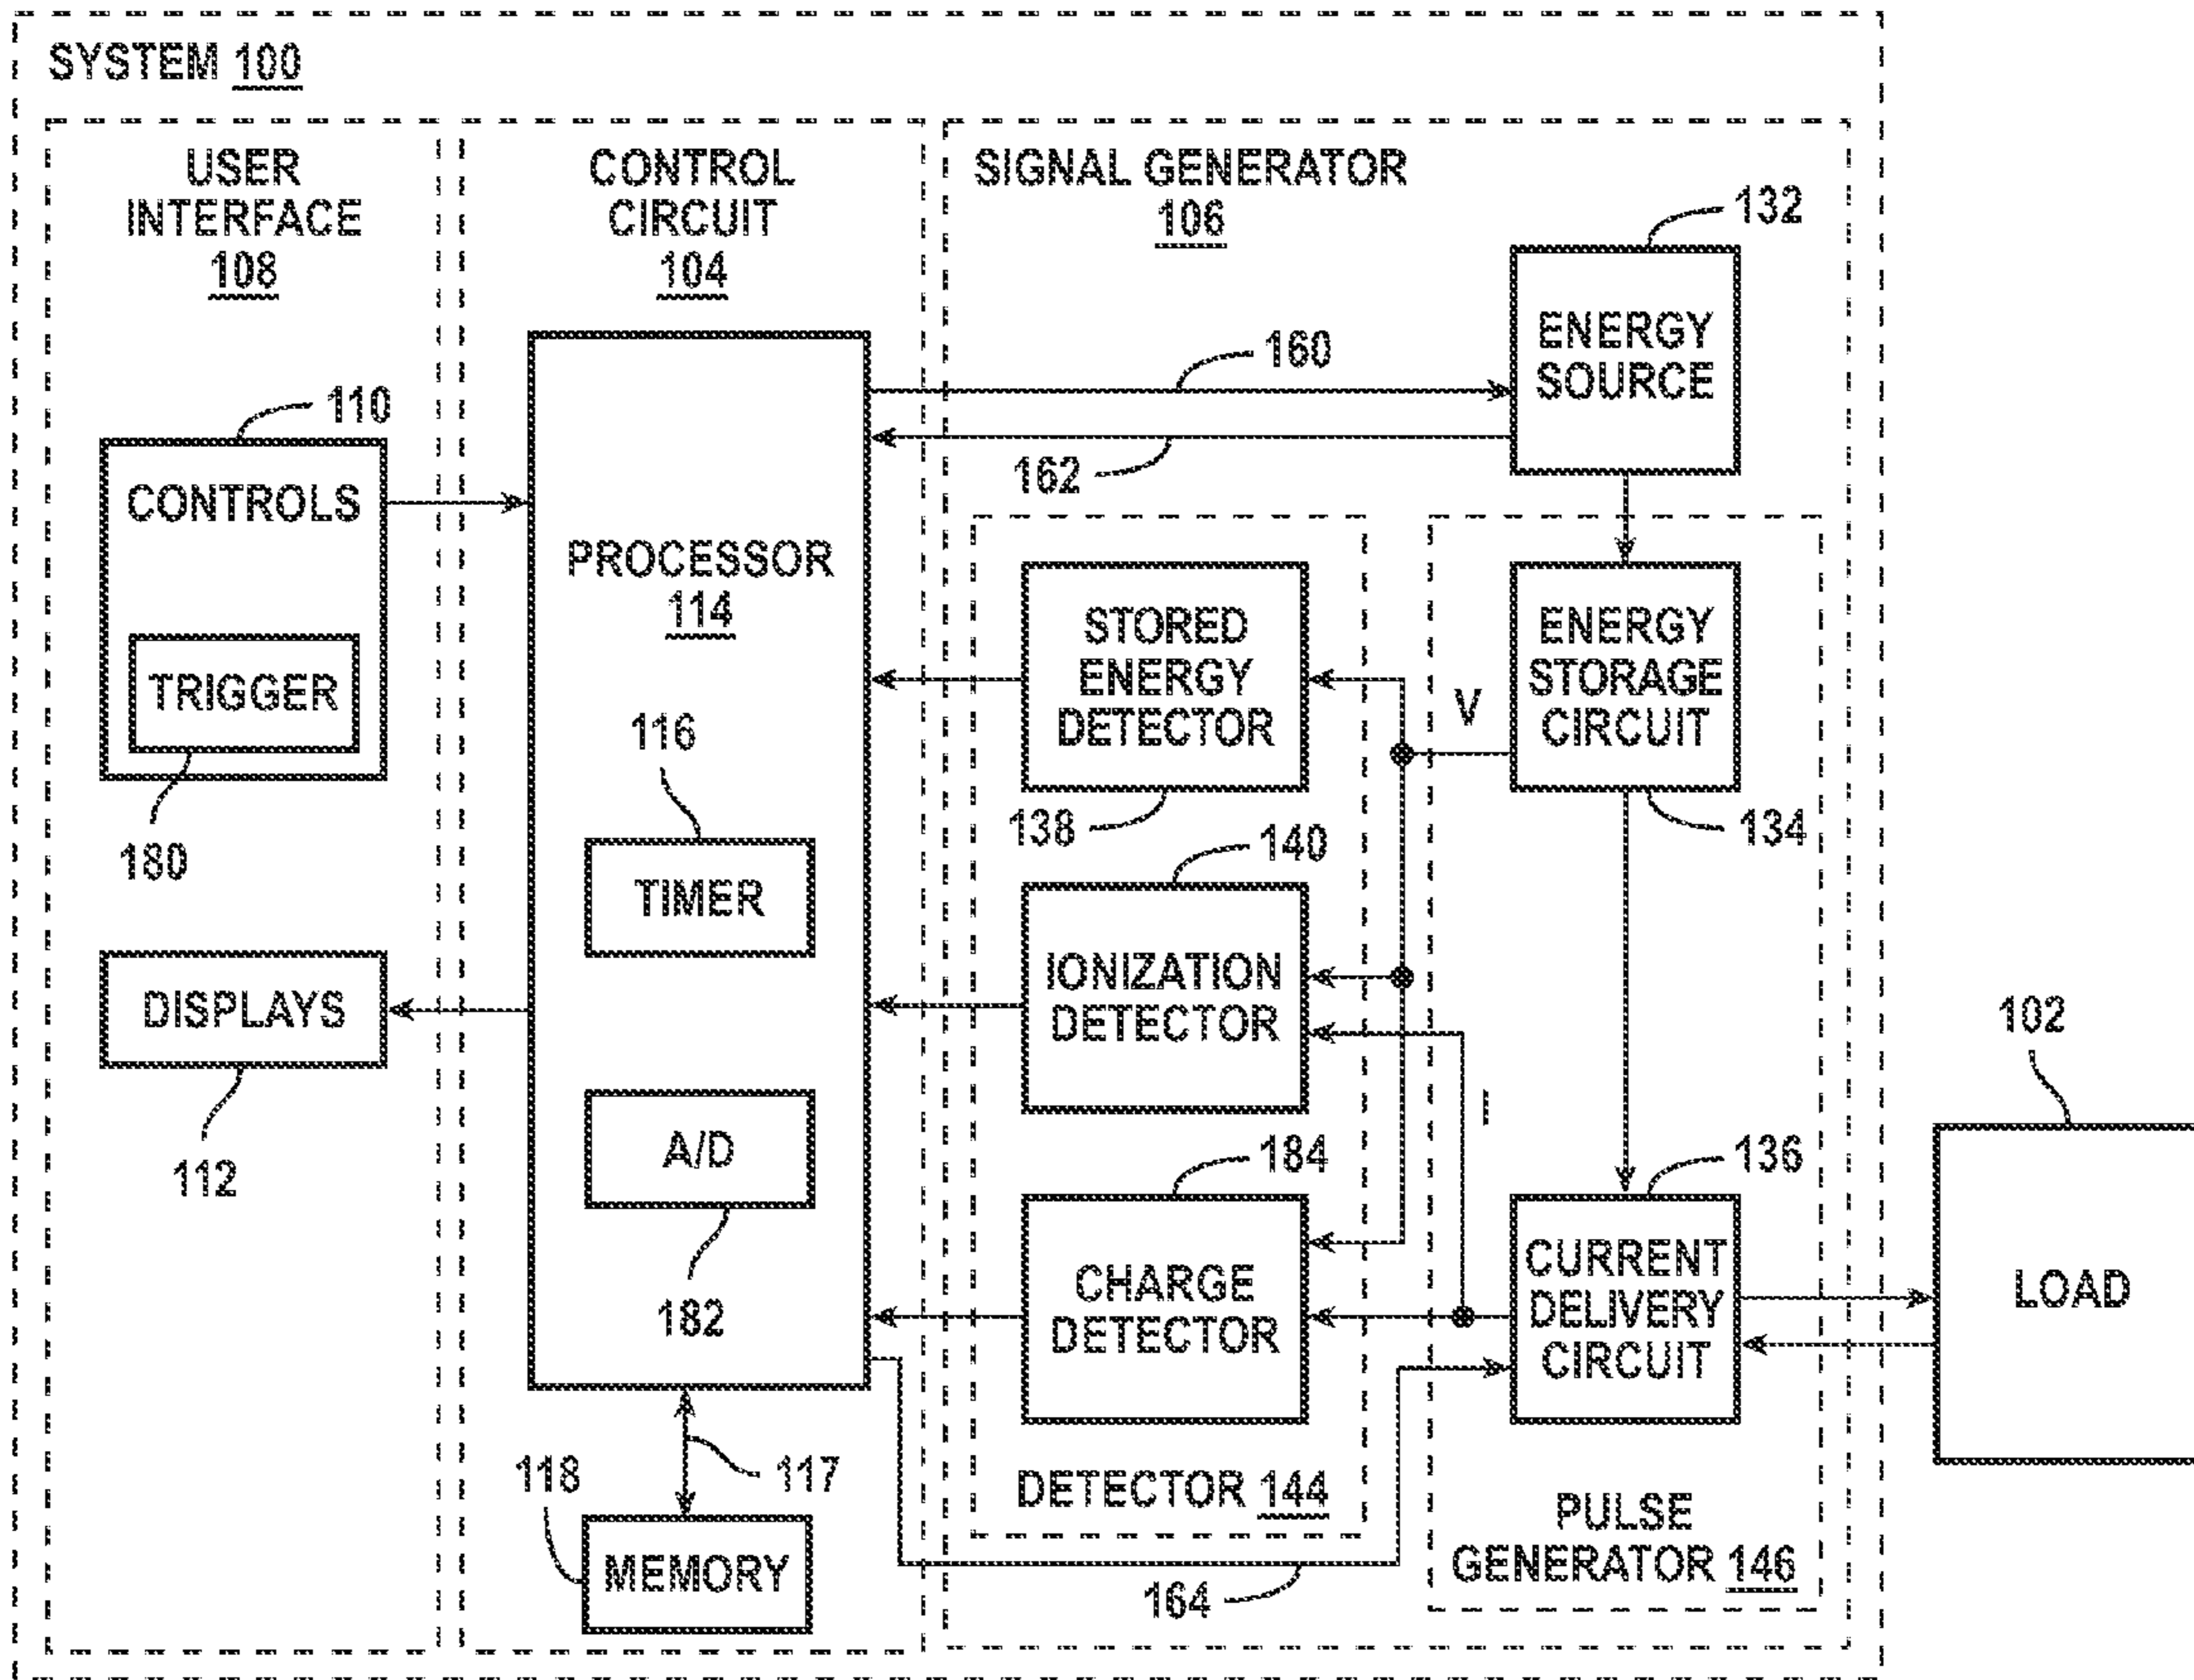 SYSTEM 100
USER
INTERFACE
108
CONTROL
CIRCUIT
104
SIGNAL GENERATOR
106
132
ENERGY
SOURCE
160
162
110
CONTROLS
TRIGGER
180
DISPLAYS
112
PROCESSOR
114
116
TIMER
A/D
182
117
118
MEMORY
STORED
ENERGY
DETECTOR
138
V
ENERGY
STORAGE
CIRCUIT
134
140
IONIZATION
DETECTOR
I
184
CHARGE
DETECTOR
136
CURRENT
DELIVERY
CIRCUIT
102
LOAD
DETECTOR 144
PULSE
GENERATOR 146
164